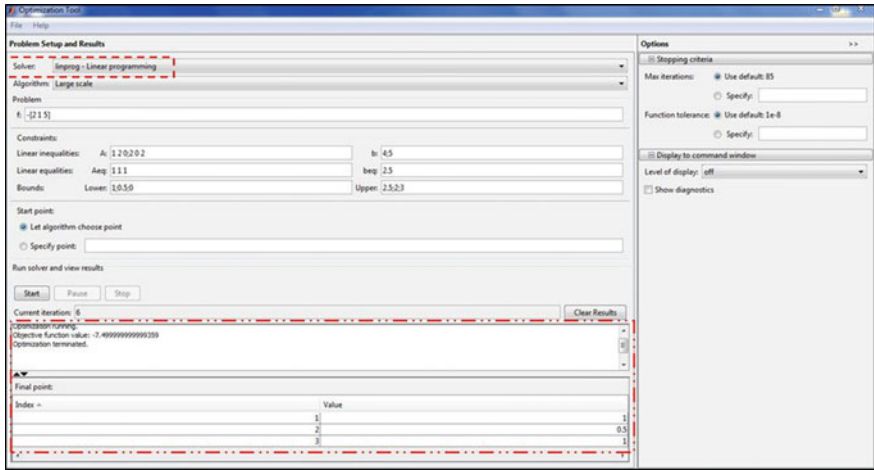 Optimization Tool
File Help
Problem Setup and Results
Solver: linprog - Linear programming
Algorithm: Large scale
Problem
f: -[2 1 5]
Constraints:
Linear inequalities: A: 1 2 0;2 0 2 b: 4;5
Linear equalities: Aeq: 1 1 1 beq: 2.5
Bounds: Lower: 1;0.5;0 Upper: 2.5;2;3
Start point:
Let algorithm choose point
Specify point:
Run solver and view results
Start Pause Stop
Current iteration: 6 Clear Results
Optimization running.
Objective function value: -7.499999999999359
Optimization terminated.
Final point:
Index Value
1 1
2 0.5
3 1
Options >>
Stopping criteria
Max iterations: Use default: 85
Specify:
Function tolerance: Use default: 1e-8
Specify:
Display to command window
Level of display: off
Show diagnostics